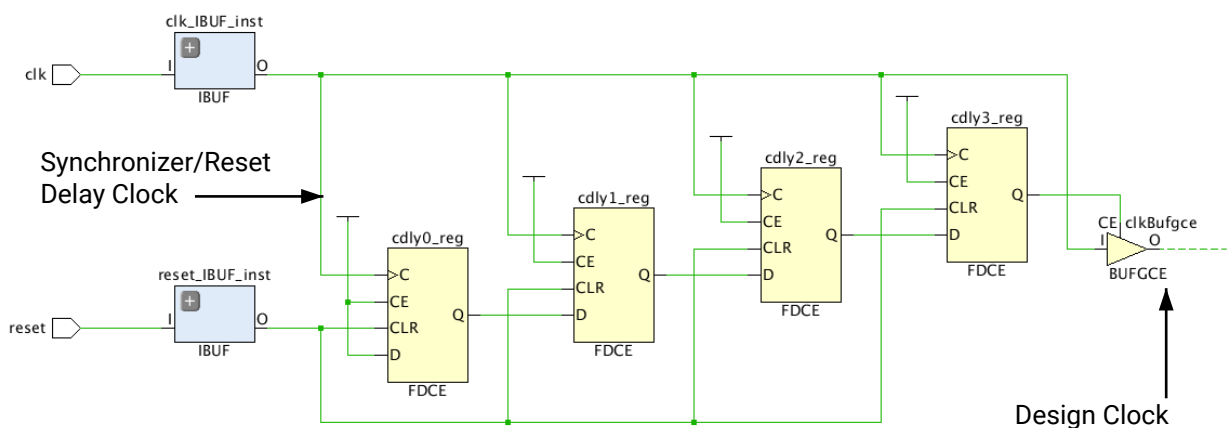 clk_IBUF_inst
+
clk
I
O
IBUF
cdly3_reg
C
CE
CLR
D
Q
FDCE
cdly2_reg
C
CE
CLR
D
Q
FDCE
Synchronizer/Reset
Delay Clock
cdly1_reg
C
CE
CLR
D
Q
FDCE
cdly0_reg
C
CE
CLR
D
Q
FDCE
CE clkBufgce
I
O
BUFGCE
reset_IBUF_inst
+
reset
I
O
IBUF
Design Clock